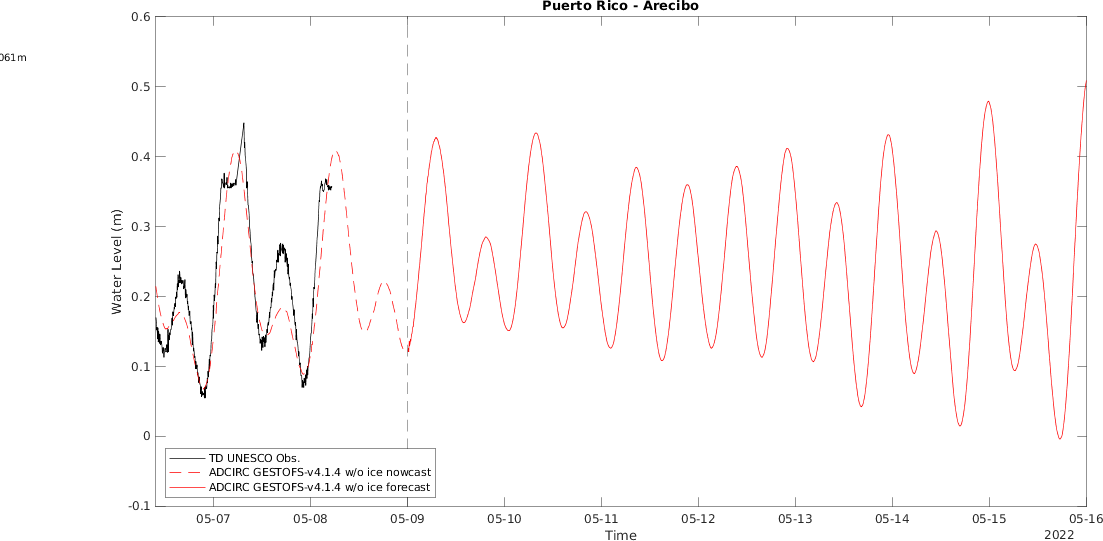 Puerto Rico - Arecibo
061m
0.6
0.5
0.4
0.3
0.2
0.1
0
-0.1
Water Level (m)
TD UNESCO Obs.
ADCIRC GESTOFS-v4.1.4 w/o ice nowcast
ADCIRC GESTOFS-v4.1.4 w/o ice forecast
05-07 05-08 05-09 05-10 05-11 05-12 05-13 05-14 05-15 05-16
Time
2022